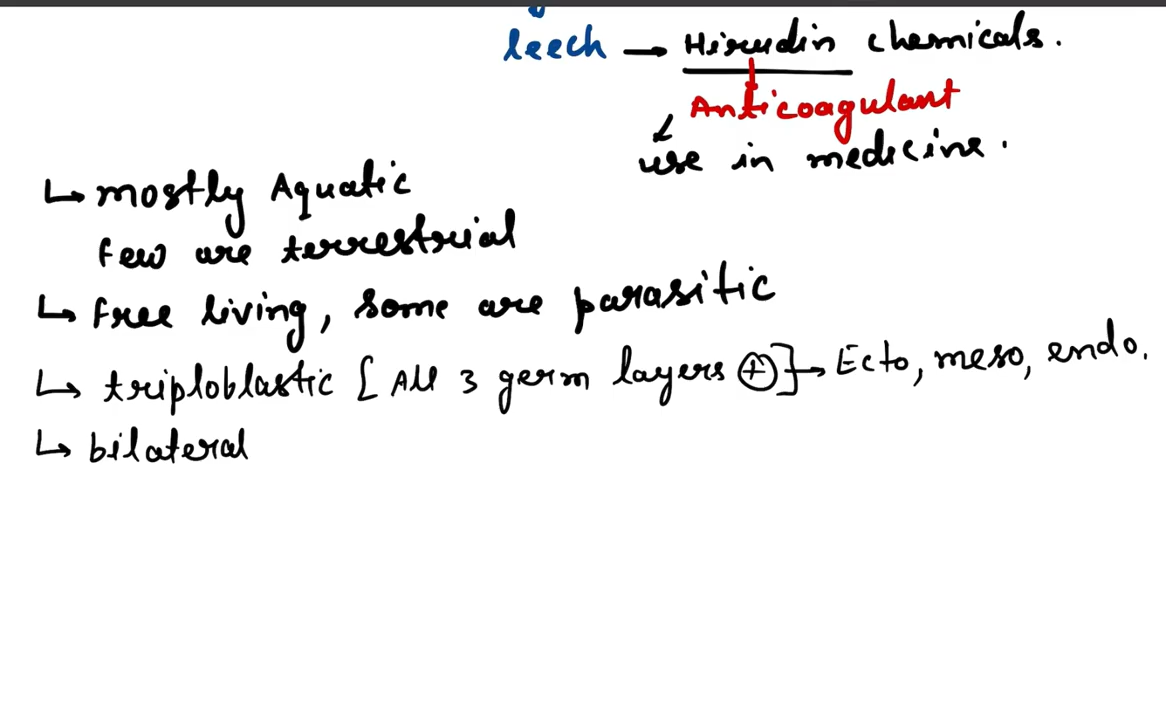 leech → Hirudin chemicals.
Anticoagulant
↙
use in medicine.
↳ mostly Aquatic
few are terrestrial
↳ free living, some are parasitic
↳ triploblastic [All 3 germ layers ⊕]→ Ecto, meso, endo.
↳ bilateral